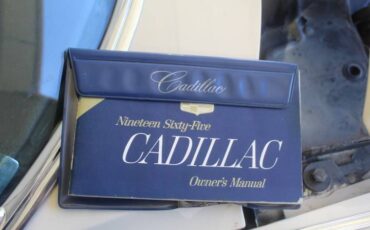 Cadillac
Nineteen Sixty-Five
CADILLAC
Owner's Manual